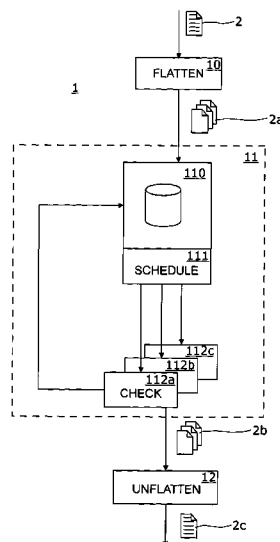 2
10
FLATTEN
1
2a
11
110
111
SCHEDULE
112c
112b
112a
CHECK
2b
12
UNFLATTEN
2c